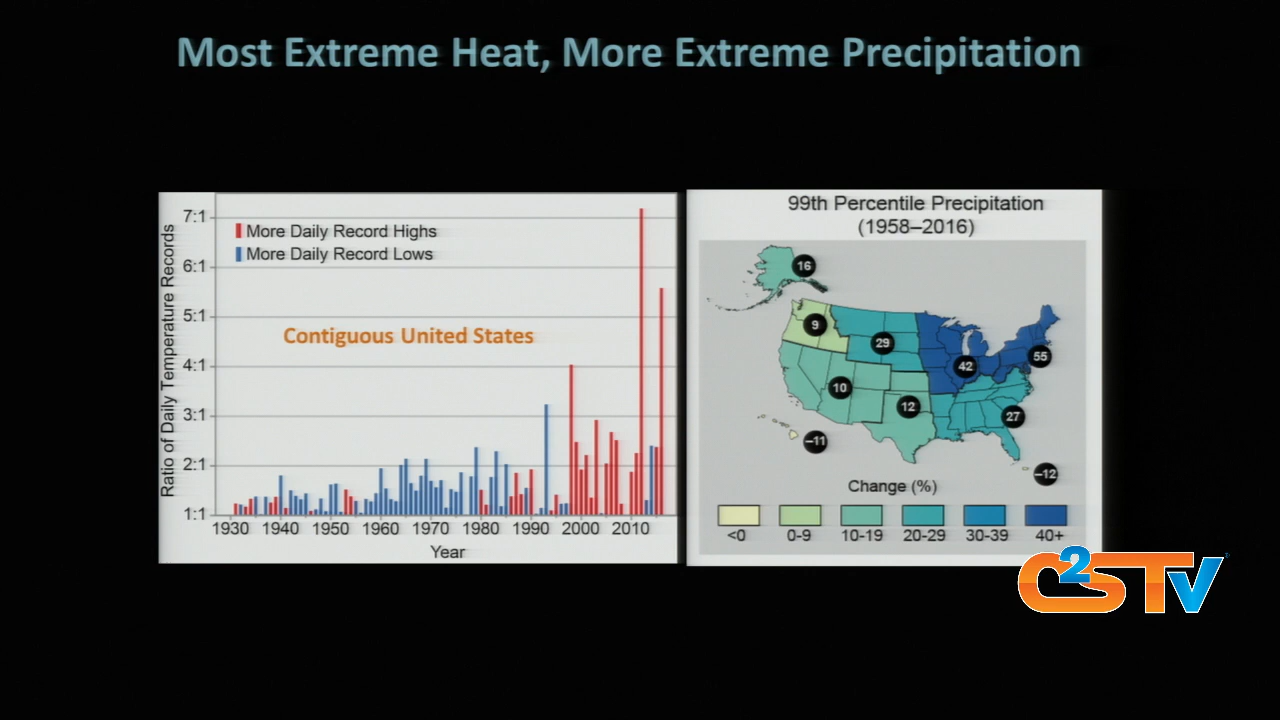 Most Extreme Heat, More Extreme Precipitation
Ratio of Daily Temperature Records
7:1
6:1
5:1
4:1
3:1
2:1
1:1
More Daily Record Highs
More Daily Record Lows
Contiguous United States
1930 1940 1950 1960 1970 1980 1990 2000 2010
Year
99th Percentile Precipitation
(1958–2016)
16
9
29
55
42
10
12
27
–11
–12
Change (%)
<0 0-9 10-19 20-29 30-39 40+
C2STV